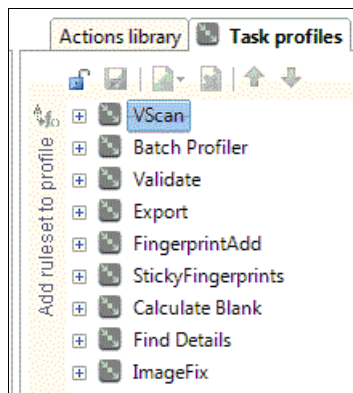 Actions library
Task profiles
Add ruleset to profile
VScan
Batch Profiler
Validate
Export
FingerprintAdd
StickyFingerprints
Calculate Blank
Find Details
ImageFix